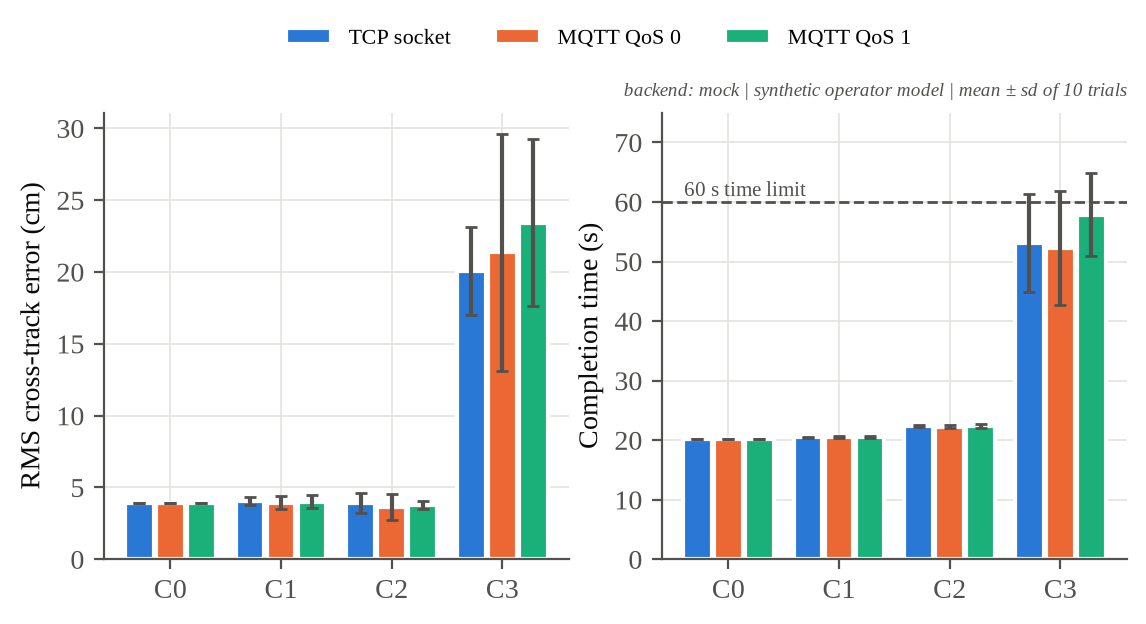 TCP socket MQTT QoS 0 MQTT QoS 1
backend: mock | synthetic operator model | mean ± sd of 10 trials
RMS cross-track error (cm)
30
25
20
15
10
5
0
C0 C1 C2 C3
Completion time (s)
70
60
50
40
30
20
10
0
60 s time limit
C0 C1 C2 C3